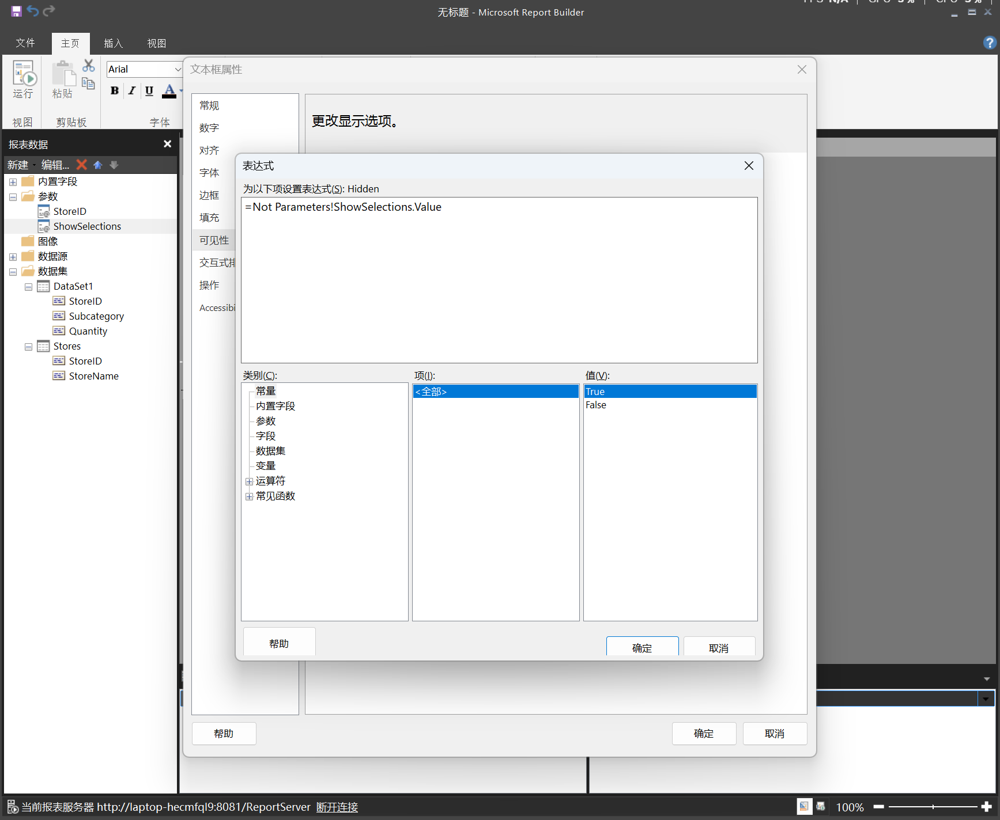 无标题 - Microsoft Report Builder
文件
主页
插入
视图
运行
粘贴
Arial
B I U A
视图
剪贴板
字体
报表数据
新建
编辑...
内置字段
参数
StoreID
ShowSelections
图像
数据源
数据集
DataSet1
StoreID
Subcategory
Quantity
Stores
StoreID
StoreName
文本框属性
常规
数字
对齐
字体
边框
填充
可见性
交互式排
操作
Accessibi
更改显示选项。
表达式
为以下项设置表达式(S): Hidden
=Not Parameters!ShowSelections.Value
类别(C):
常量
内置字段
参数
字段
数据集
变量
运算符
常见函数
项(I):
<全部>
值(V):
True
False
帮助
确定
取消
帮助
确定
取消
当前报表服务器 http://laptop-hecmfql9:8081/ReportServer 断开连接
100%